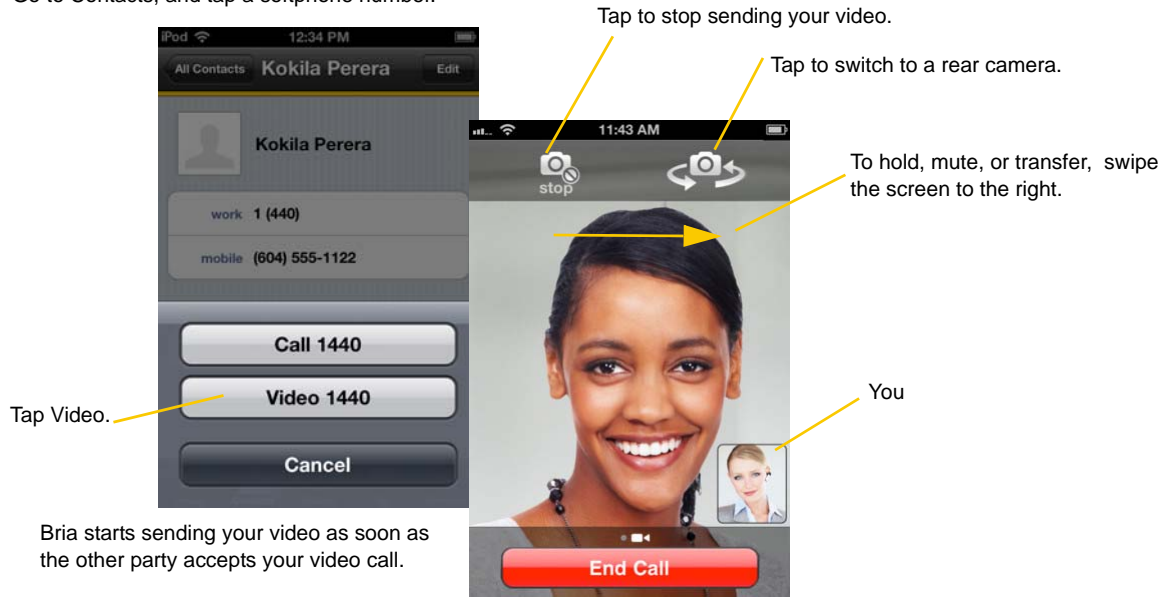 Go to Contacts, and tap a softphone number.
Tap to stop sending your video.
iPod 12:34 PM
All Contacts Kokila Perera Edit
Tap to switch to a rear camera.
Kokila Perera
11:43 AM
stop
To hold, mute, or transfer, swipe
the screen to the right.
work 1 (440)
mobile (604) 555-1122
Call 1440
Video 1440
Tap Video.
You
Cancel
Bria starts sending your video as soon as
the other party accepts your video call.
End Call